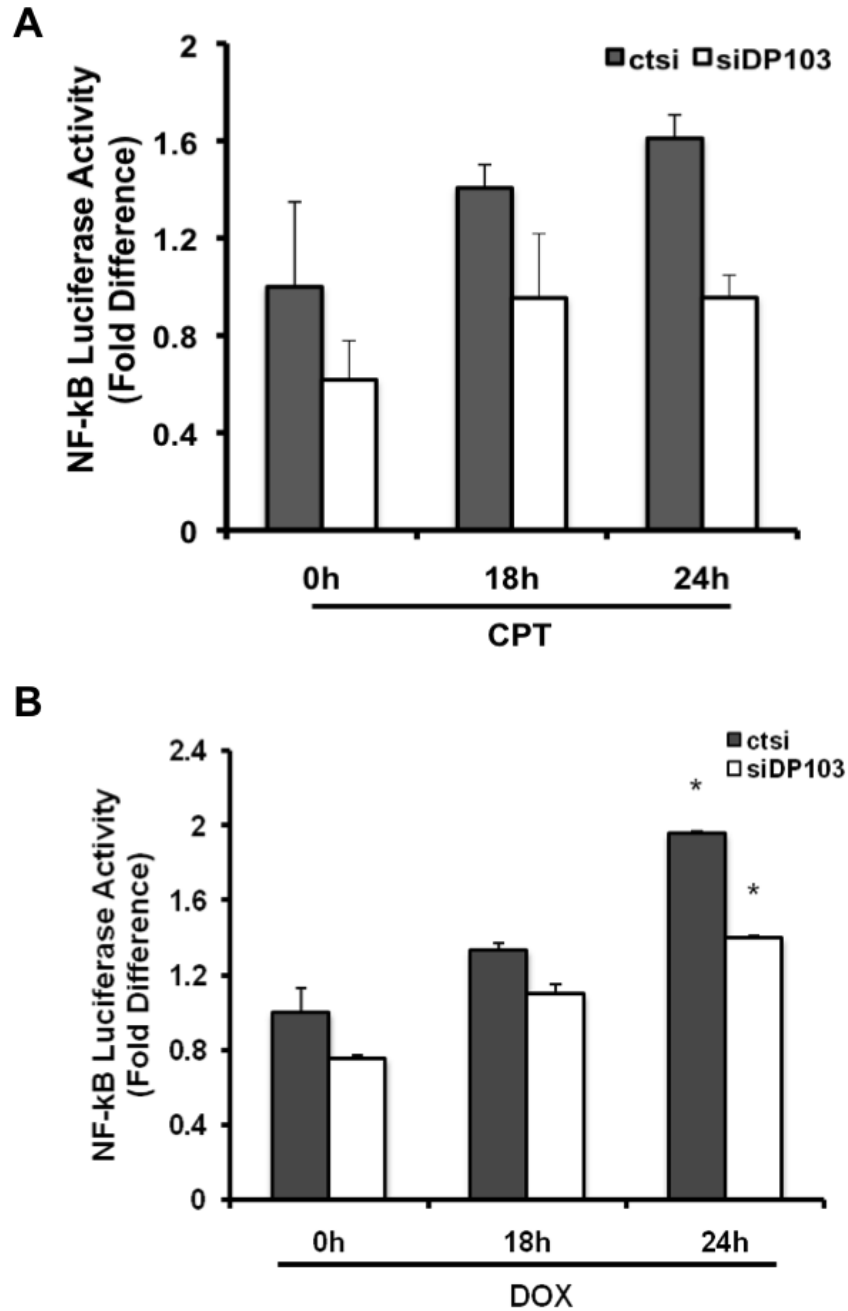 A
ctsi siDP103
NF-kB Luciferase Activity
(Fold Difference)
2
1.6
1.2
0.8
0.4
0
0h 18h 24h
CPT
B
ctsi
siDP103
NF-kB Luciferase Activity
(Fold Difference)
2.4
2
1.6
1.2
0.8
0.4
0
*
*
0h 18h 24h
DOX